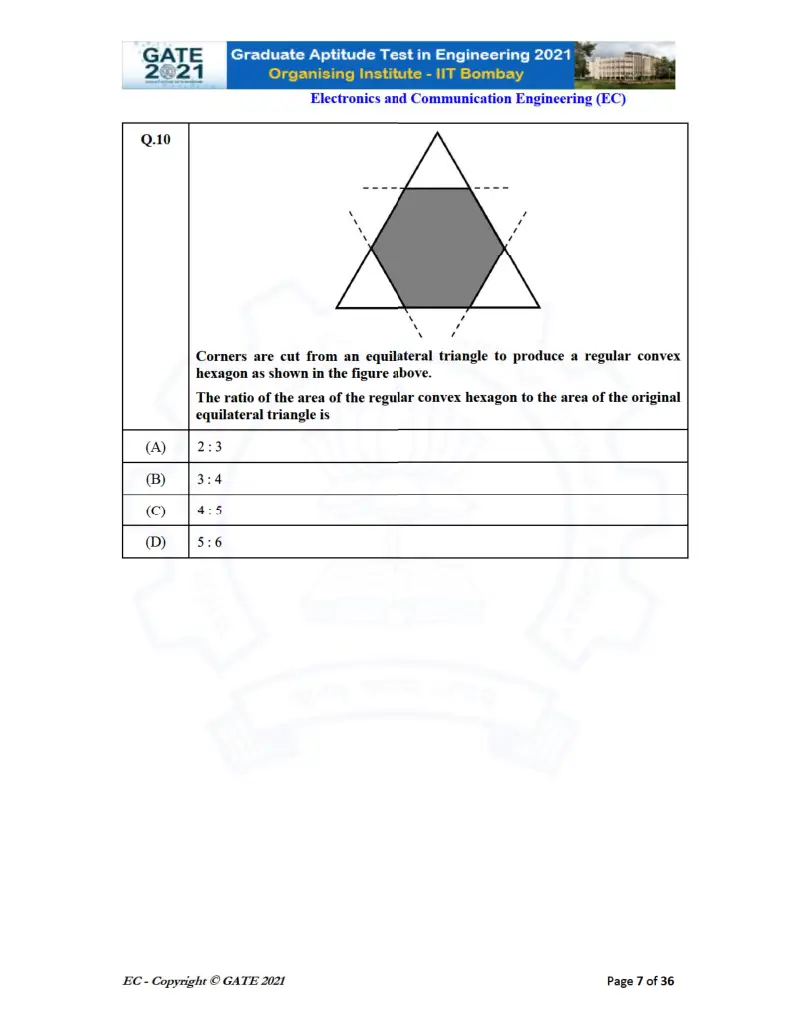 GATE
2021
Graduate Aptitude Test in Engineering 2021
Organising Institute - IIT Bombay
Electronics and Communication Engineering (EC)
Q.10
Corners are cut from an equilateral triangle to produce a regular convex
hexagon as shown in the figure above.
The ratio of the area of the regular convex hexagon to the area of the original
equilateral triangle is
(A) 2 : 3
(B) 3 : 4
(C) 4 : 5
(D) 5 : 6
EC - Copyright © GATE 2021 Page 7 of 36